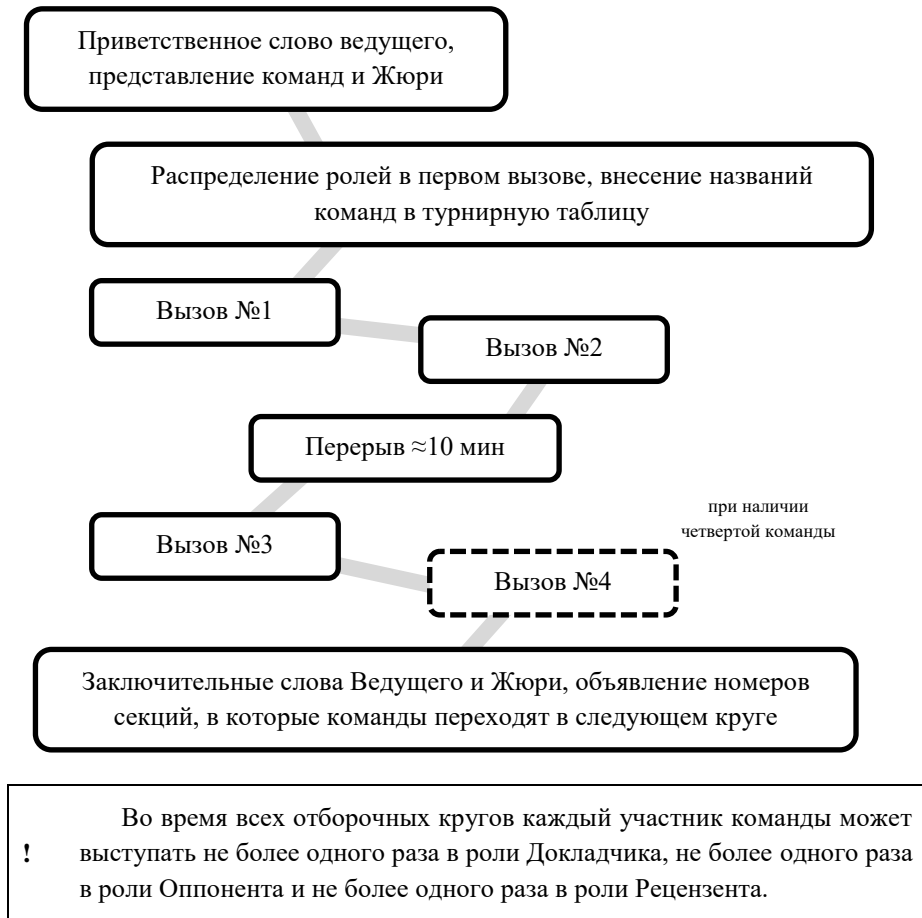 Приветственное слово ведущего,
представление команд и Жюри
Распределение ролей в первом вызове, внесение названий
команд в турнирную таблицу
Вызов №1
Вызов №2
Перерыв ≈10 мин
при наличии
четвертой команды
Вызов №3
Вызов №4
Заключительные слова Ведущего и Жюри, объявление номеров
секций, в которые команды переходят в следующем круге
Во время всех отборочных кругов каждый участник команды может
! выступать не более одного раза в роли Докладчика, не более одного раза
в роли Оппонента и не более одного раза в роли Рецензента.